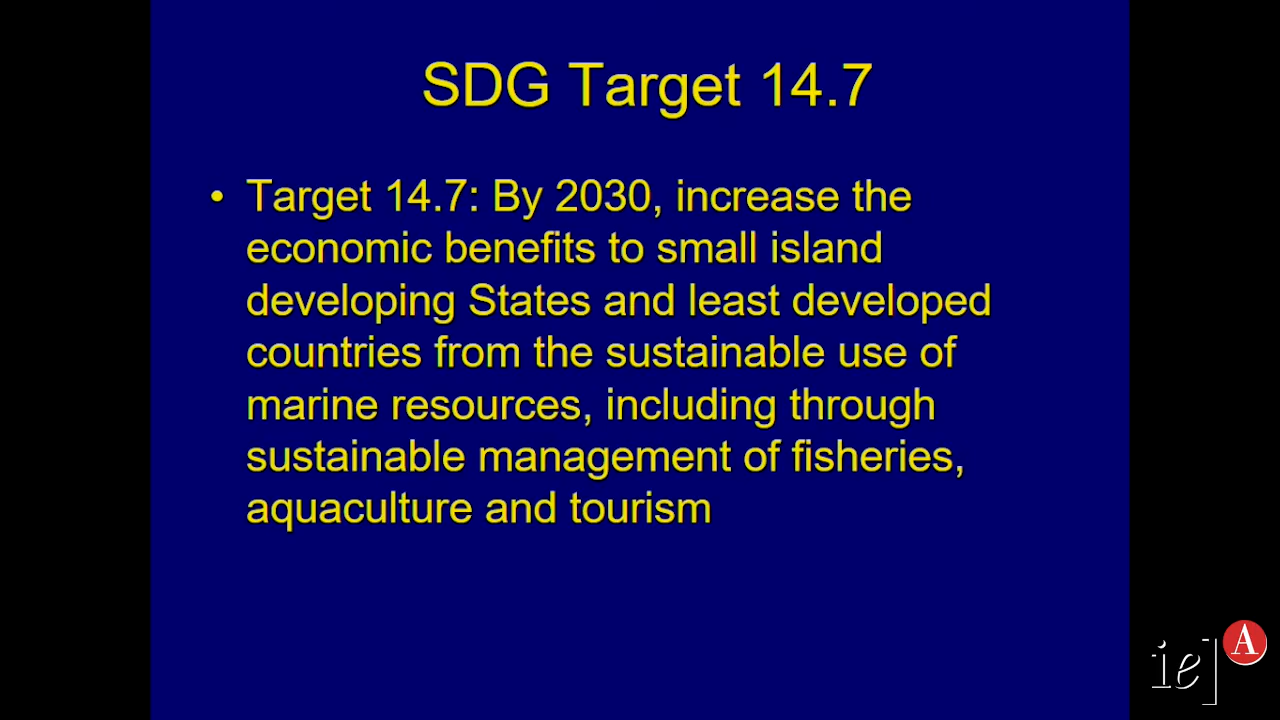 SDG Target 14.7
• Target 14.7: By 2030, increase the
economic benefits to small island
developing States and least developed
countries from the sustainable use of
marine resources, including through
sustainable management of fisheries,
aquaculture and tourism
ie] A